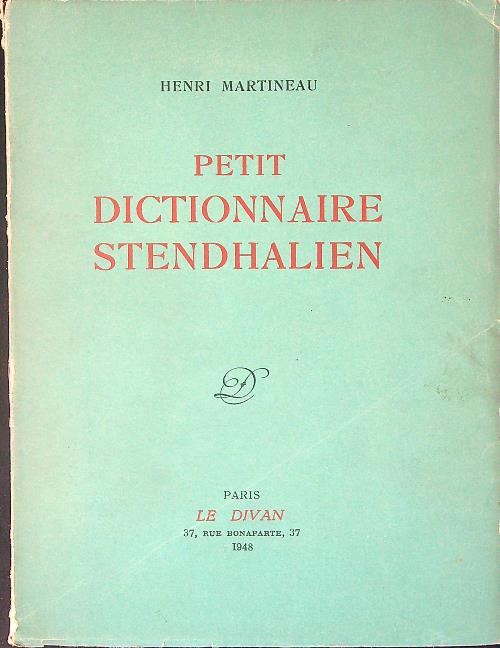 HENRI MARTINEAU
PETIT
DICTIONNAIRE
STENDHALIEN
D
PARIS
LE DIVAN
37, RUE BONAPARTE, 37
1948